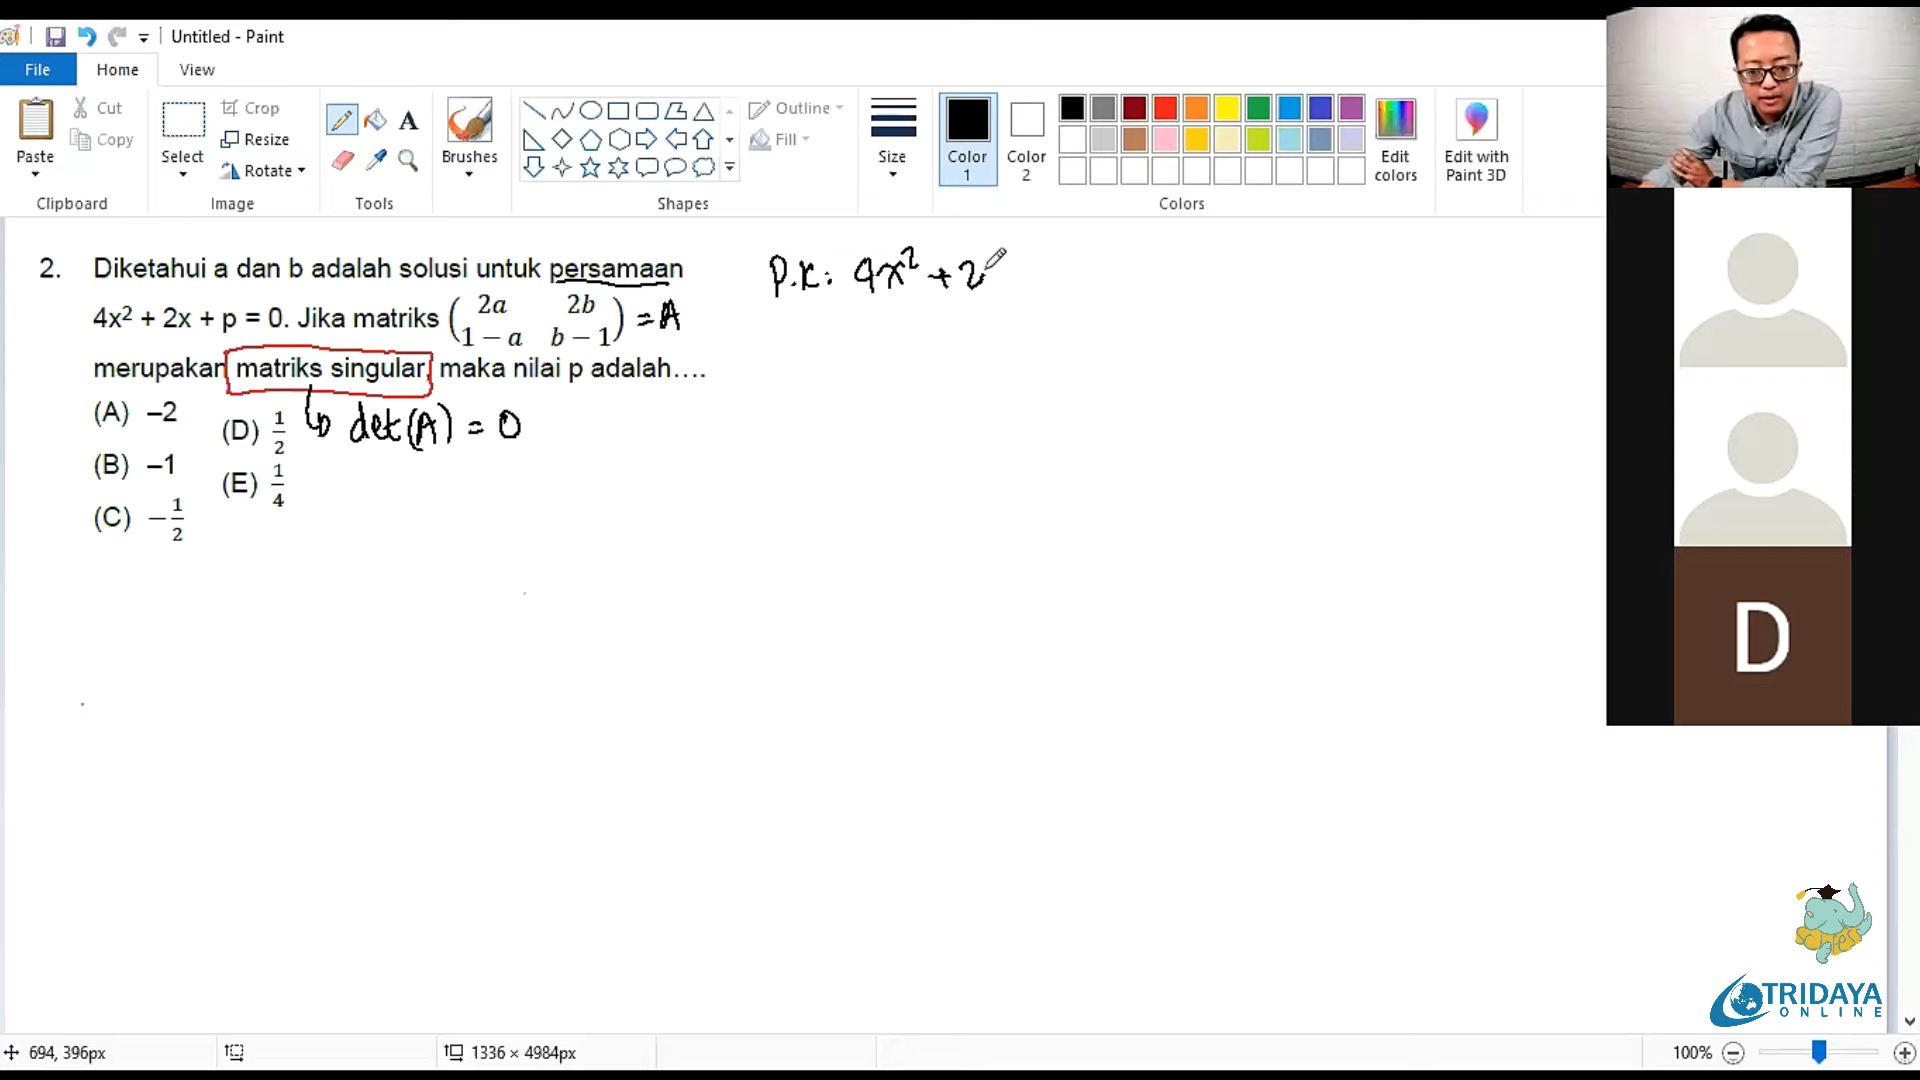 Untitled - Paint
File Home View
Paste
Cut
Copy
Clipboard
Select
Crop
Resize
Rotate
Image
A
Tools
Brushes
Outline
Fill
Shapes
Size
Color 1
Color 2
Edit colors
Colors
Edit with Paint 3D
2. Diketahui a dan b adalah solusi untuk persamaan
4x² + 2x + p = 0. Jika matriks (2a 2b
1 − a b − 1) = A
merupakan matriks singular, maka nilai p adalah….
(A) –2
(B) –1
(C) −1/2
(D) 1/2
(E) 1/4
det(A) = 0
P.K: 4x² + 2
D
TRIDAYA
ONLINE
694, 396px
1336 × 4984px
100%